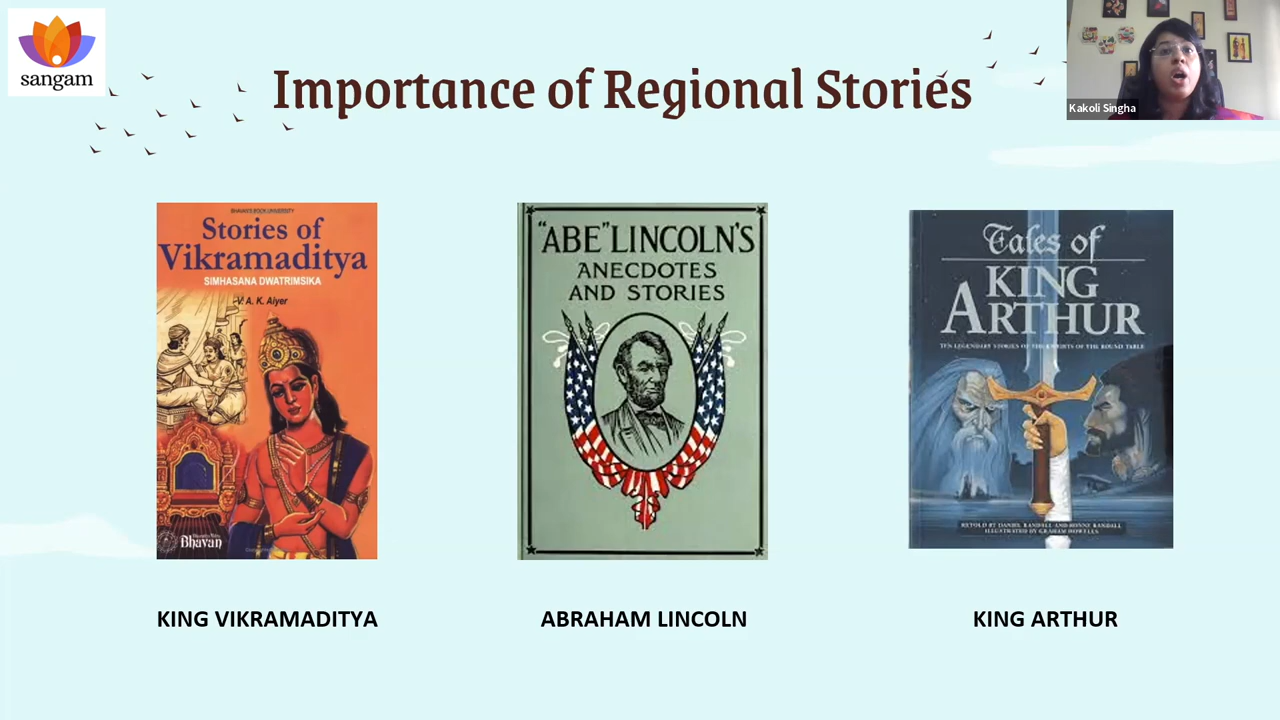 sangam
Importance of Regional Stories
Kakoli Singha
BHAVAN'S BOOK UNIVERSITY
Stories of
Vikramaditya
SIMHASANA DWATRIMSIKA
V. A. K. Aiyer
Bhavan
"ABE" LINCOLN'S
ANECDOTES
AND STORIES
Tales of
KING
ARTHUR
TEN LEGENDARY STORIES OF THE KNIGHTS OF THE ROUND TABLE
RETOLD BY DANIEL RANDALL AND RONNE RANDALL
ILLUSTRATED BY GRAHAM HOWELLS
KING VIKRAMADITYA
ABRAHAM LINCOLN
KING ARTHUR